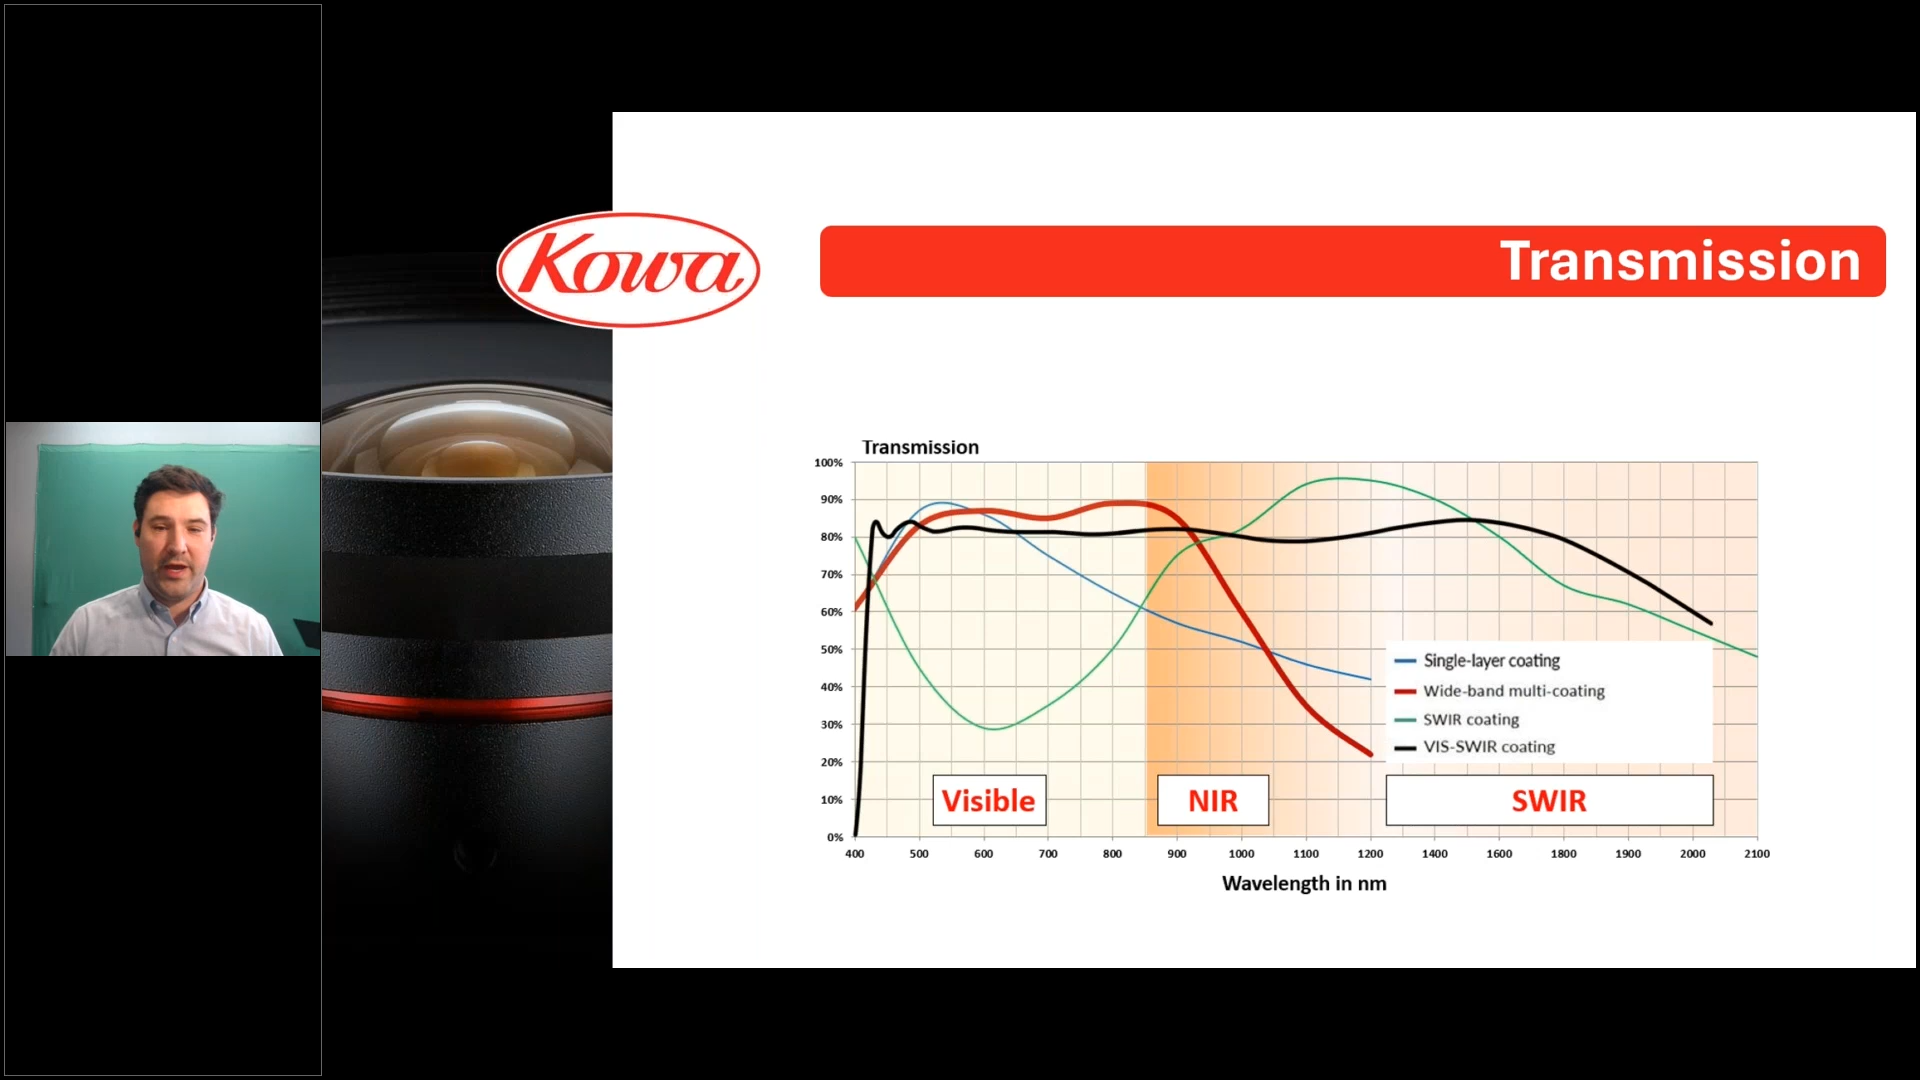 Kowa
Transmission
Transmission
100%
90%
80%
70%
60%
50%
40%
30%
20%
10%
0%
Single-layer coating
Wide-band multi-coating
SWIR coating
VIS-SWIR coating
Visible
NIR
SWIR
400 500 600 700 800 900 1000 1100 1200 1400 1600 1800 1900 2000 2100
Wavelength in nm